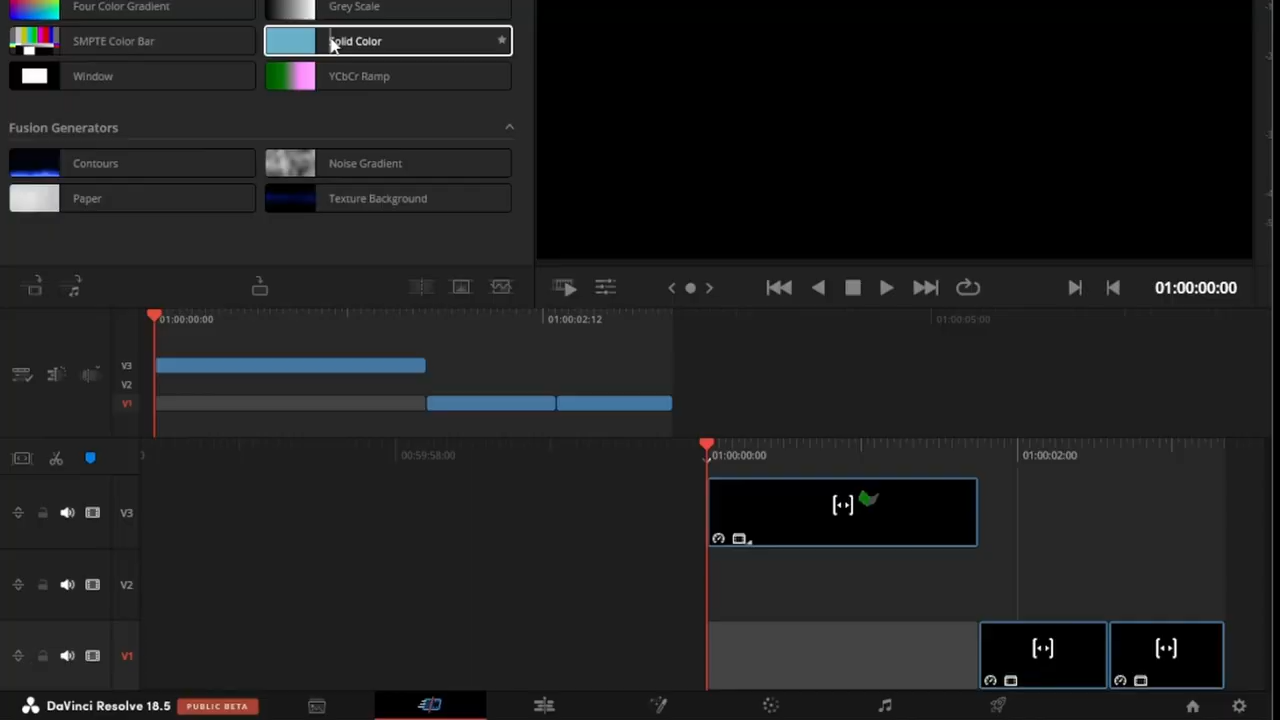 Four Color Gradient
Grey Scale
SMPTE Color Bar
Solid Color
Window
YCbCr Ramp
Fusion Generators
Contours
Noise Gradient
Paper
Texture Background
01:00:00:00
01:00:00:00
01:00:02:12
01:00:05:00
V3
V2
V1
00:59:58:00
01:00:00:00
01:00:02:00
V3
V2
V1
DaVinci Resolve 18.5
PUBLIC BETA